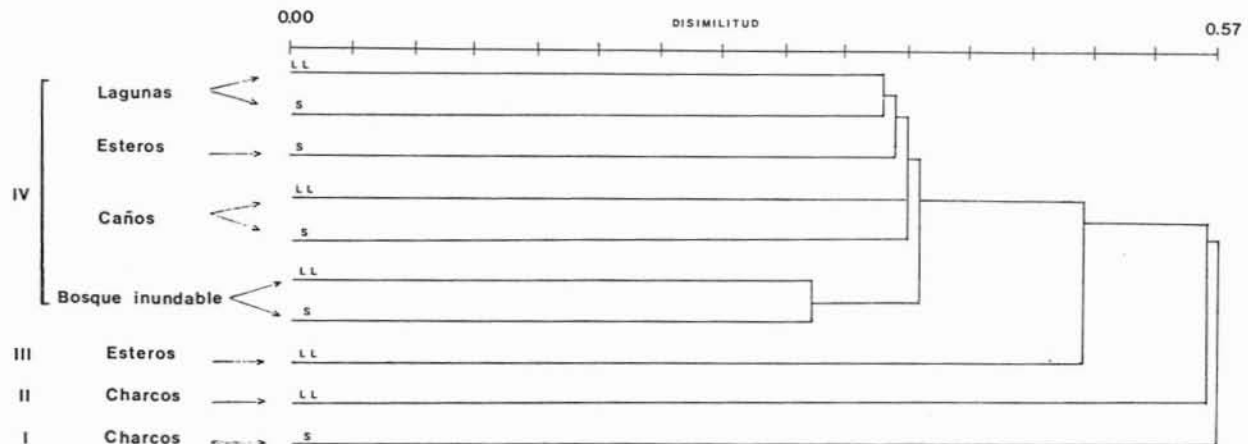 0.00 DISIMILITUD 0.57
LL
Lagunas
S
Esteros S
LL
IV
Caños
S
LL
Bosque inundable
S
III Esteros LL
II Charcos LL
I Charcos S